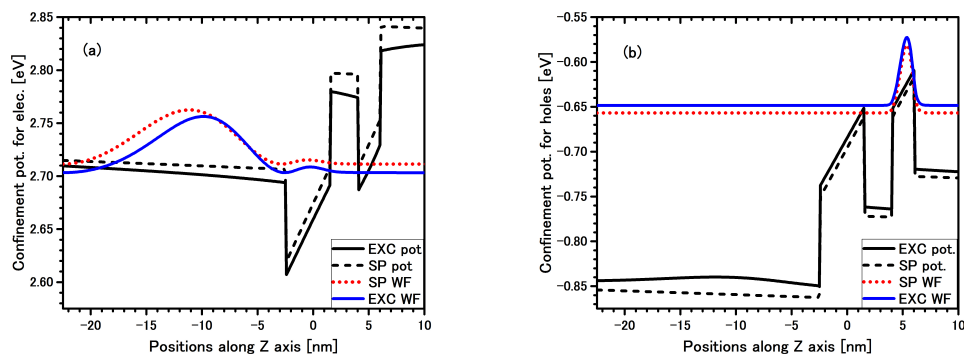 (a)
Confinement pot. for elec. [eV]
2.85
2.80
2.75
2.70
2.65
2.60
EXC pot
SP pot
SP WF
EXC WF
−20 −15 −10 −5 0 5 10
Positions along Z axis [nm]
(b)
Confinement pot. for holes [eV]
−0.55
−0.60
−0.65
−0.70
−0.75
−0.80
−0.85
EXC pot.
SP pot.
SP WF
EXC WF
−20 −15 −10 −5 0 5 10
Positions along Z axis [nm]